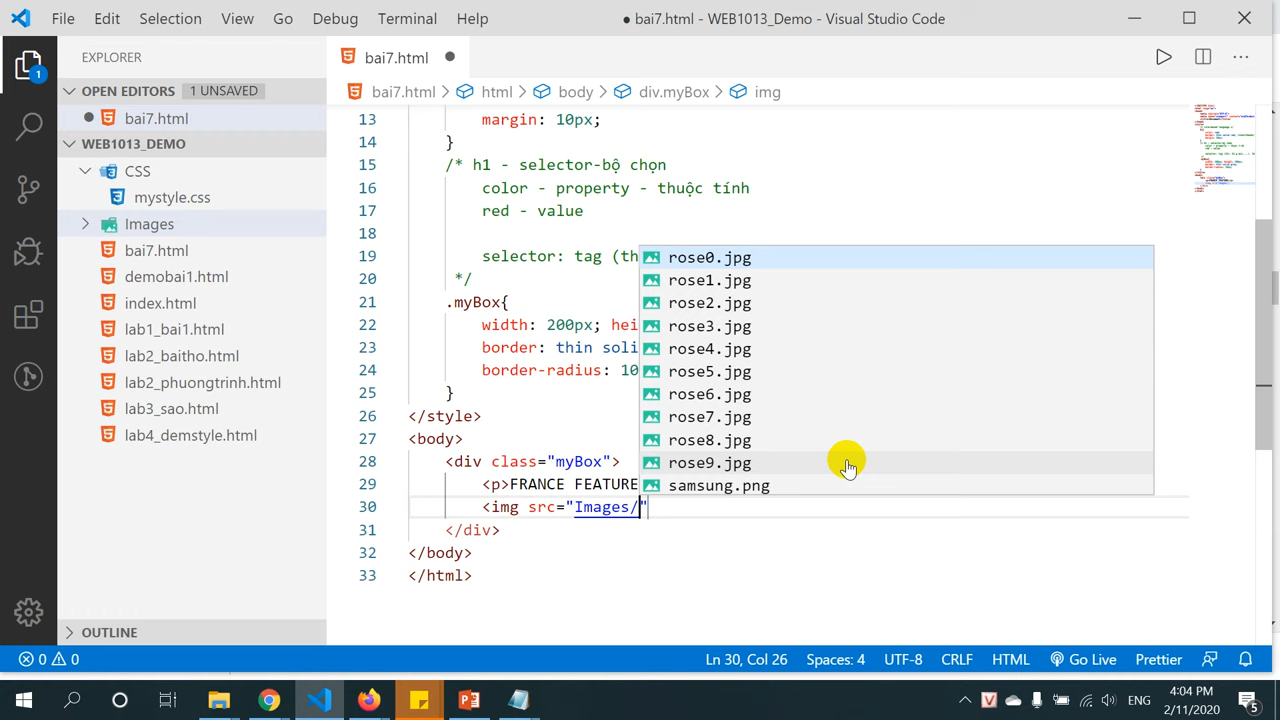 File Edit Selection View Go Debug Terminal Help
● bai7.html - WEB1013_Demo - Visual Studio Code
EXPLORER
bai7.html
OPEN EDITORS 1 UNSAVED
bai7.html > html > body > div.myBox > img
bai7.html
WEB1013_DEMO
CSS
mystyle.css
Images
bai7.html
demobai1.html
index.html
lab1_bai1.html
lab2_baitho.html
lab2_phuongtrinh.html
lab3_sao.html
lab4_demstyle.html
OUTLINE
13 margin: 10px;
14 }
15 /* h1 - selector-bộ chọn
16 color - property - thuộc tính
17 red - value
18
19 selector: tag (th
20 */
21 .myBox{
22 width: 200px; hei
23 border: thin soli
24 border-radius: 10
25 }
26 </style>
27 <body>
28 <div class="myBox">
29 <p>FRANCE FEATURE
30 <img src="Images/"
31 </div>
32 </body>
33 </html>
rose0.jpg
rose1.jpg
rose2.jpg
rose3.jpg
rose4.jpg
rose5.jpg
rose6.jpg
rose7.jpg
rose8.jpg
rose9.jpg
samsung.png
1
0 0 Ln 30, Col 26 Spaces: 4 UTF-8 CRLF HTML Go Live Prettier
ENG 4:04 PM
2/11/2020
5